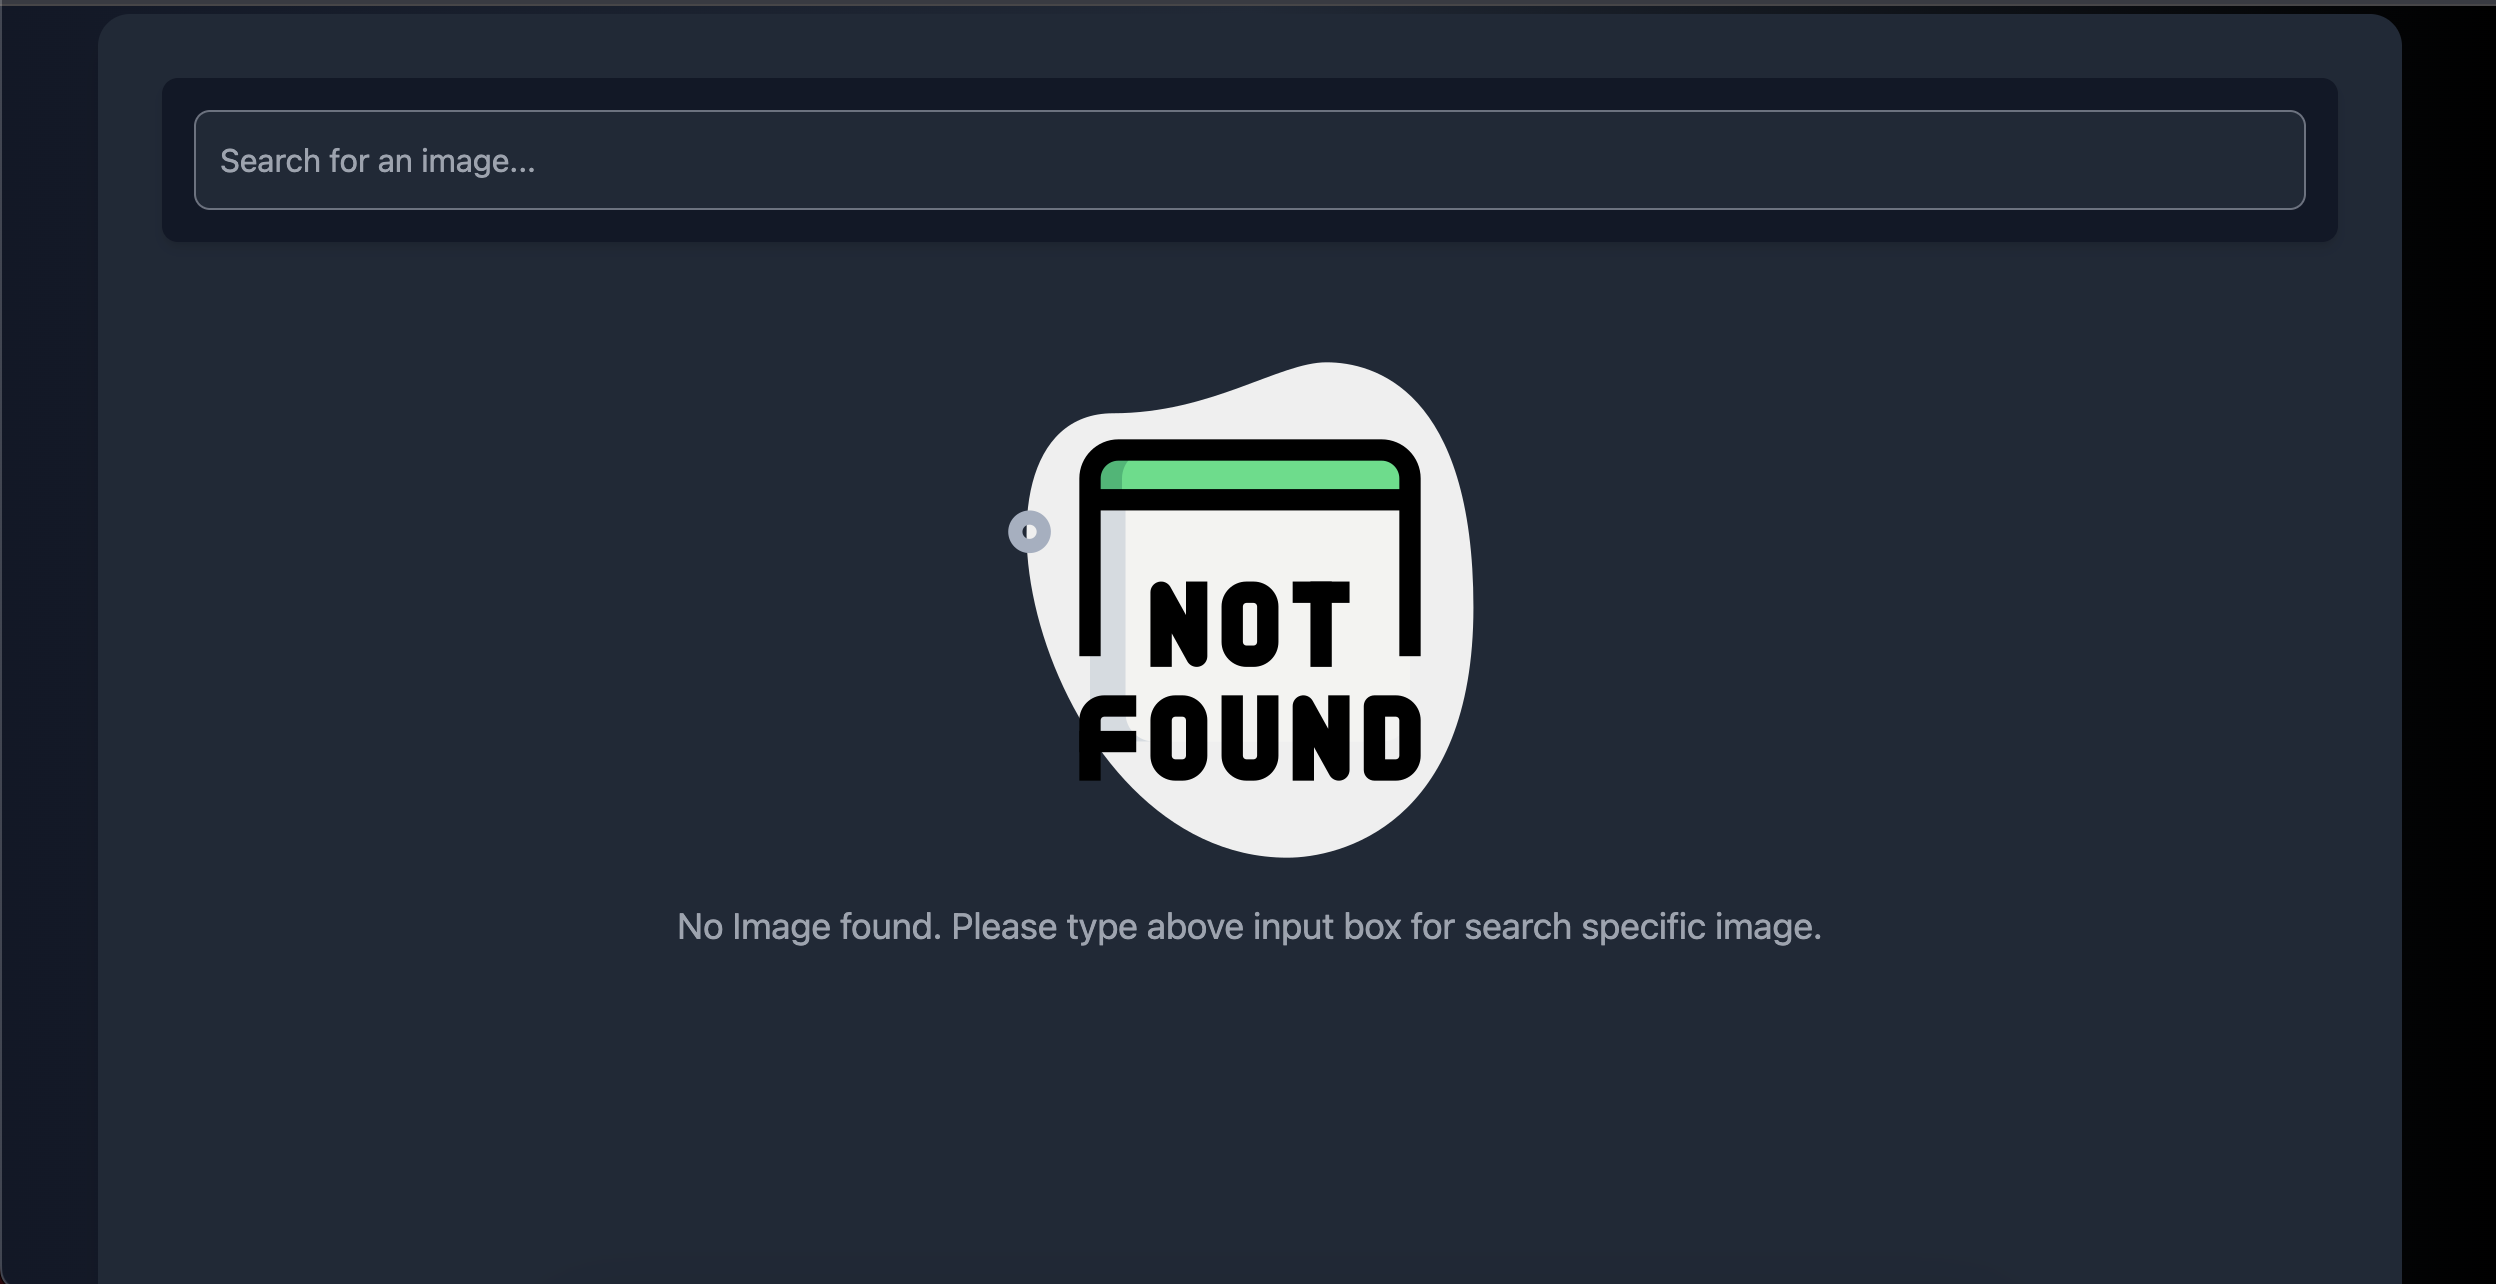 Search for an image...
NOT
FOUND
No Image found. Please type above input box for search specific image.